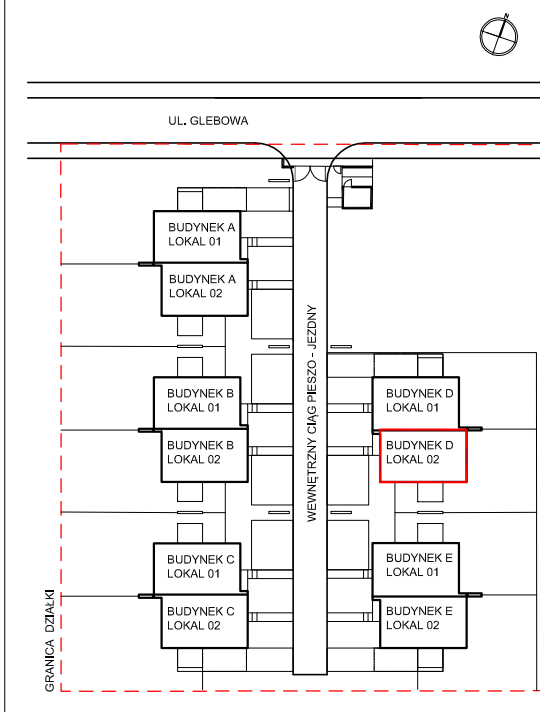 N
UL. GLEBOWA
BUDYNEK A
LOKAL 01
BUDYNEK A
LOKAL 02
WEWNĘTRZNY CIĄG PIESZO - JEZDNY
BUDYNEK B
LOKAL 01
BUDYNEK B
LOKAL 02
BUDYNEK D
LOKAL 01
BUDYNEK D
LOKAL 02
BUDYNEK C
LOKAL 01
BUDYNEK C
LOKAL 02
BUDYNEK E
LOKAL 01
BUDYNEK E
LOKAL 02
GRANICA DZIAŁKI